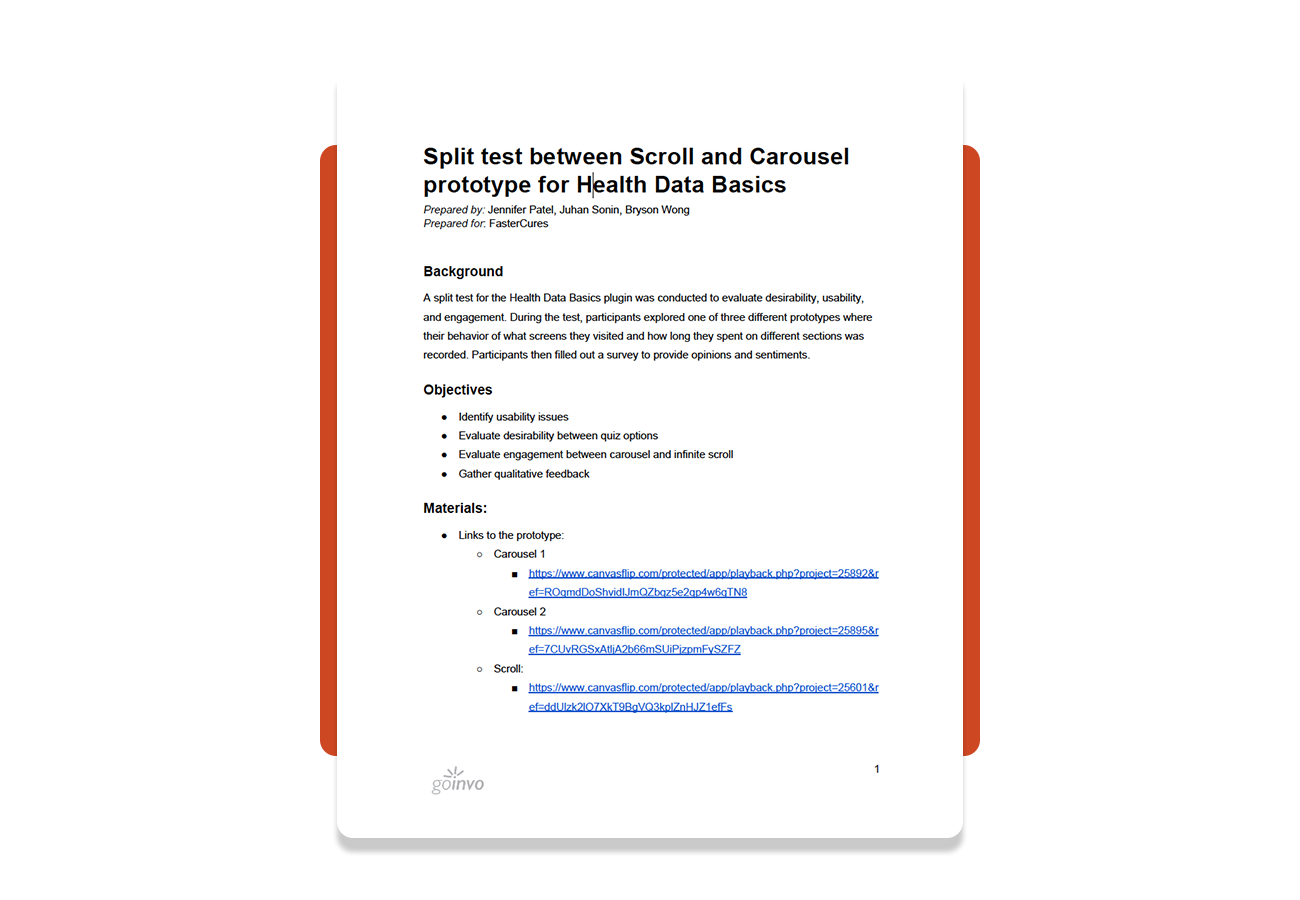 Split test between Scroll and Carousel
prototype for Health Data Basics
Prepared by: Jennifer Patel, Juhan Sonin, Bryson Wong
Prepared for: FasterCures
Background
A split test for the Health Data Basics plugin was conducted to evaluate desirability, usability,
and engagement. During the test, participants explored one of three different prototypes where
their behavior of what screens they visited and how long they spent on different sections was
recorded. Participants then filled out a survey to provide opinions and sentiments.
Objectives
● Identify usability issues
● Evaluate desirability between quiz options
● Evaluate engagement between carousel and infinite scroll
● Gather qualitative feedback
Materials:
● Links to the prototype:
○ Carousel 1
■ https://www.canvasflip.com/protected/app/playback.php?project=25892&r
○ Carousel 2
■ https://www.canvasflip.com/protected/app/playback.php?project=25895&r
○ Scroll:
■ https://www.canvasflip.com/protected/app/playback.php?project=25601&r
goinvo
1